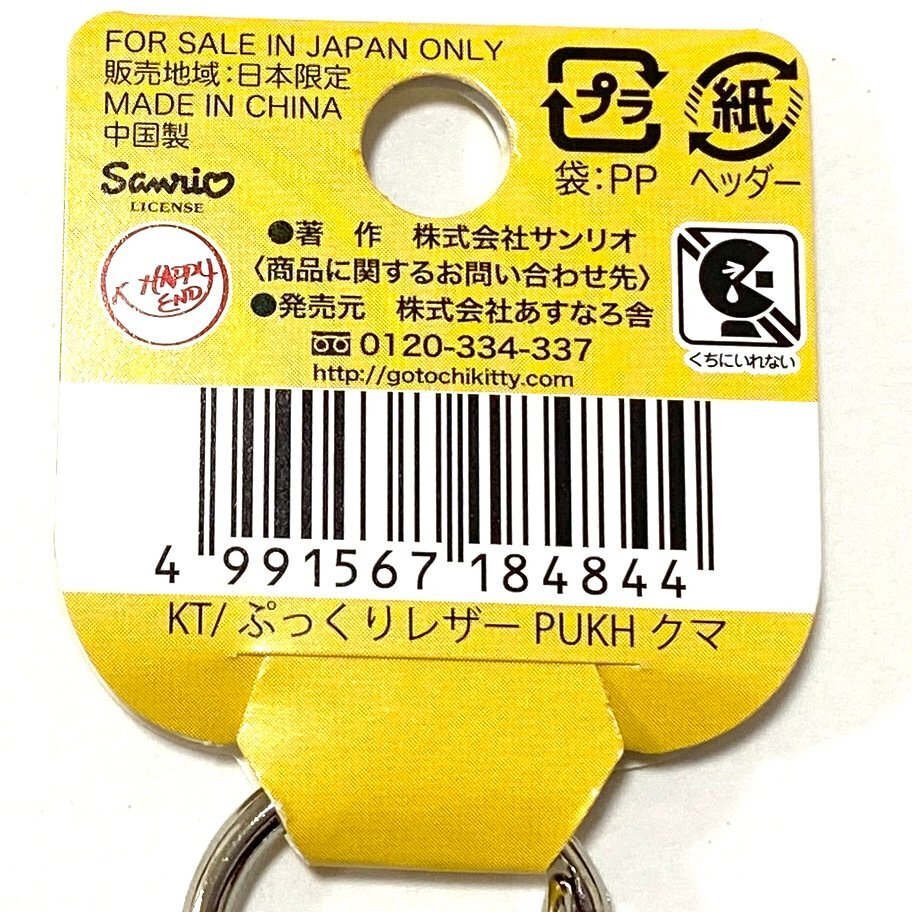 FOR SALE IN JAPAN ONLY
販売地域:日本限定
MADE IN CHINA
中国製
Sanrio
LICENSE
プラ
袋:PP
紙
ヘッダー
HAPPY
END
●著　作　株式会社サンリオ
〈商品に関するお問い合わせ先〉
●発売元　株式会社あすなろ舎
0120-334-337
http://gotochikitty.com
くちにいれない
4 991567 184844
KT/ ぷっくりレザー PUKH クマ